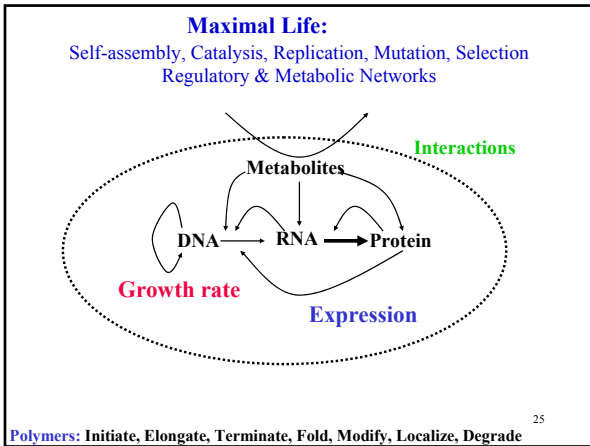 Maximal Life:
Self-assembly, Catalysis, Replication, Mutation, Selection
Regulatory & Metabolic Networks
Interactions
Metabolites
DNA RNA Protein
Growth rate
Expression
25
Polymers: Initiate, Elongate, Terminate, Fold, Modify, Localize, Degrade